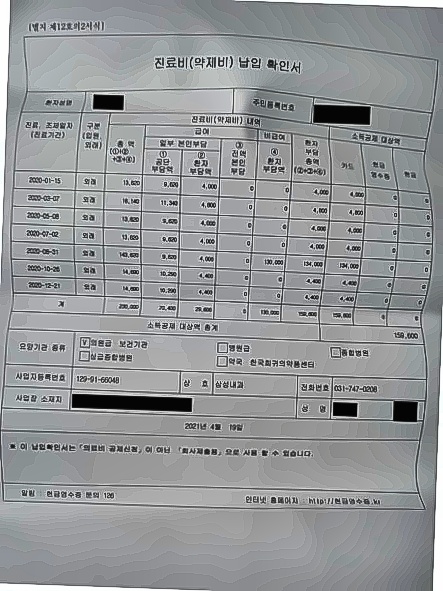 [별지 제12호의2서식]
진료비(약제비) 납입 확인서
환자성명 주민등록번호
진료비(약제비) 내역
진료, 조제일자 (진료기간) 구분 (입원, 외래) 총 액 (①+② +③+④) 급여 비급여 환자 부담 총액 (②+③+④) 소득공제 대상액
일부 본인부담 ③ 전액 본인 부담 ④ 환자 부담액 카드 현금 영수증 현금
① 공단 부담액 ② 환자 부담액
2020-01-15 외래 13,620 9,620 4,000 0 0 4,000 4,000 0 0
2020-03-07 외래 16,140 11,340 4,800 0 0 4,800 4,800 0 0
2020-05-08 외래 13,620 9,620 4,000 0 0 4,000 4,000 0 0
2020-07-02 외래 13,620 9,620 4,000 0 0 4,000 4,000 0 0
2020-08-31 외래 143,620 9,620 4,000 0 130,000 134,000 134,000 0 0
2020-10-26 외래 14,690 10,290 4,400 0 0 4,400 4,400 0 0
2020-12-21 외래 14,690 10,290 4,400 0 0 4,400 4,400 0 0
계 230,000 70,400 29,600 0 130,000 159,600 159,600 0 0
소득공제 대상액 총계 159,600
요양기관 종류 [V]의원급 보건기관 [ ]병원급 [ ]종합병원
[ ]상급종합병원 [ ]약국 한국희귀의약품센터
사업자등록번호 129-91-66048 상 호 삼성내과 전화번호 031-747-0206
사업장 소재지 성 명
2021년 4월 19일
※ 이 납입확인서는 「의료비 공제신청」이 아닌 「회사제출용」으로 사용 할 수 있습니다.
알림 : 현금영수증 문의 126 인터넷 홈페이지 : http://현금영수증.kr